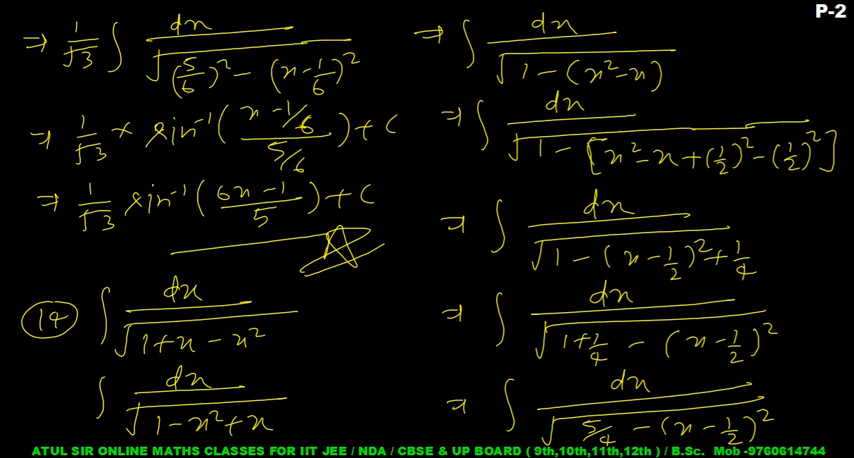 P-2
⇒ 1/√3 ∫ dx / √((5/6)² − (x − 1/6)²)
⇒ 1/√3 × sin⁻¹((x − 1/6) / (5/6)) + C
⇒ 1/√3 sin⁻¹((6x − 1)/5) + C
(14) ∫ dx / √(1 + x − x²)
∫ dx / √(1 − x² + x)
⇒ ∫ dx / √(1 − (x² − x))
⇒ ∫ dx / √(1 − [x² − x + (1/2)² − (1/2)²])
⇒ ∫ dx / √(1 − (x − 1/2)² + 1/4)
⇒ ∫ dx / √(1 + 1/4 − (x − 1/2)²)
⇒ ∫ dx / √(5/4 − (x − 1/2)²)
ATUL SIR ONLINE MATHS CLASSES FOR IIT JEE / NDA / CBSE & UP BOARD ( 9th,10th,11th,12th ) / B.Sc. Mob -9760614744